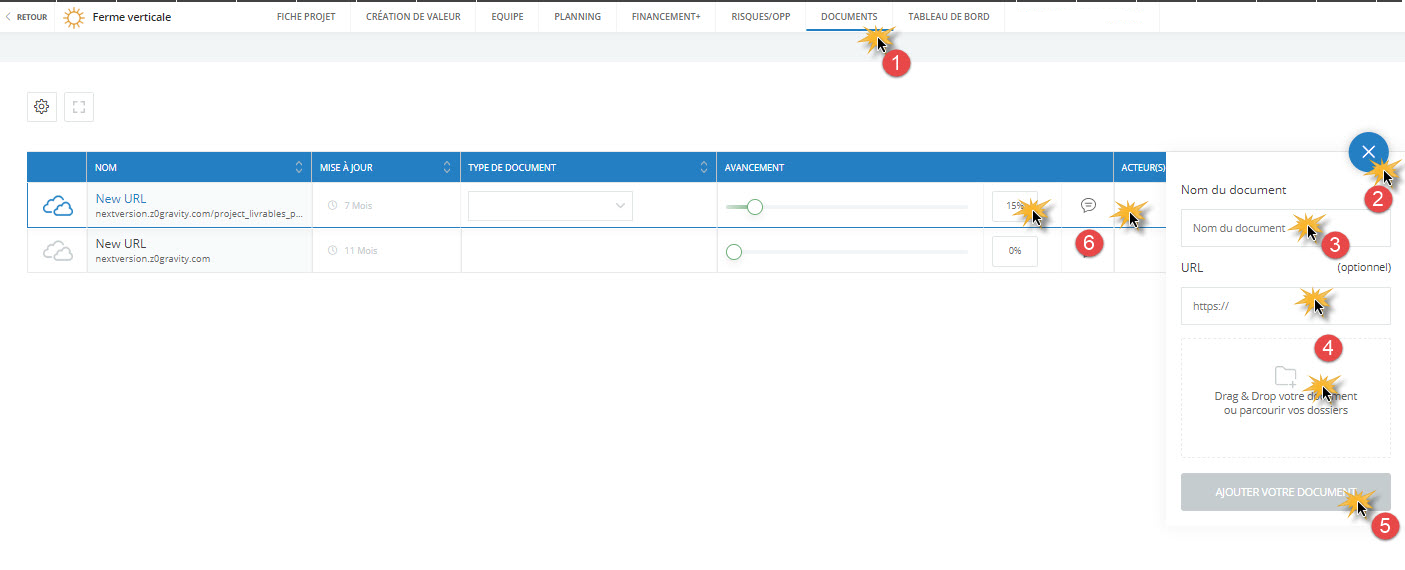 RETOUR
Ferme verticale
FICHE PROJET
CRÉATION DE VALEUR
EQUIPE
PLANNING
FINANCEMENT+
RISQUES/OPP
DOCUMENTS
TABLEAU DE BORD
1
NOM
MISE À JOUR
TYPE DE DOCUMENT
AVANCEMENT
ACTEUR(S)
New URL
nextversion.z0gravity.com/project_livrables_p...
7 Mois
15%
6
New URL
nextversion.z0gravity.com
11 Mois
0%
2
Nom du document
Nom du document
3
URL
(optionnel)
https://
4
Drag & Drop votre document
ou parcourir vos dossiers
AJOUTER VOTRE DOCUMENT
5